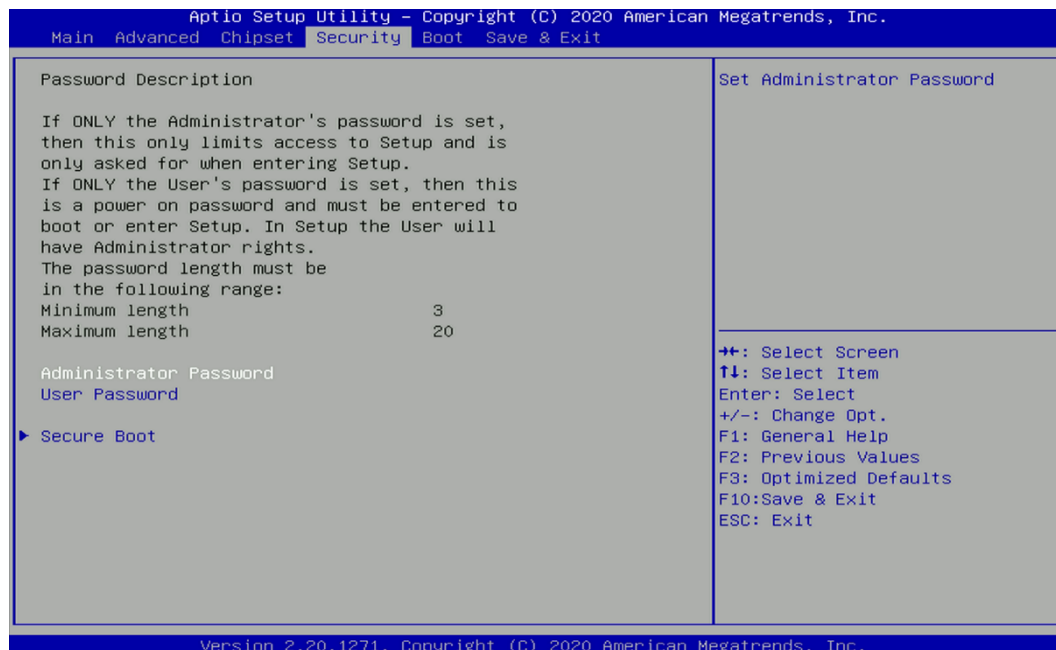 Aptio Setup Utility – Copyright (C) 2020 American Megatrends, Inc.
Main Advanced Chipset Security Boot Save & Exit
Password Description
If ONLY the Administrator's password is set,
then this only limits access to Setup and is
only asked for when entering Setup.
If ONLY the User's password is set, then this
is a power on password and must be entered to
boot or enter Setup. In Setup the User will
have Administrator rights.
The password length must be
in the following range:
Minimum length 3
Maximum length 20
Administrator Password
User Password
Secure Boot
Set Administrator Password
→←: Select Screen
↑↓: Select Item
Enter: Select
+/-: Change Opt.
F1: General Help
F2: Previous Values
F3: Optimized Defaults
F10:Save & Exit
ESC: Exit
Version 2.20.1271. Copyright (C) 2020 American Megatrends, Inc.